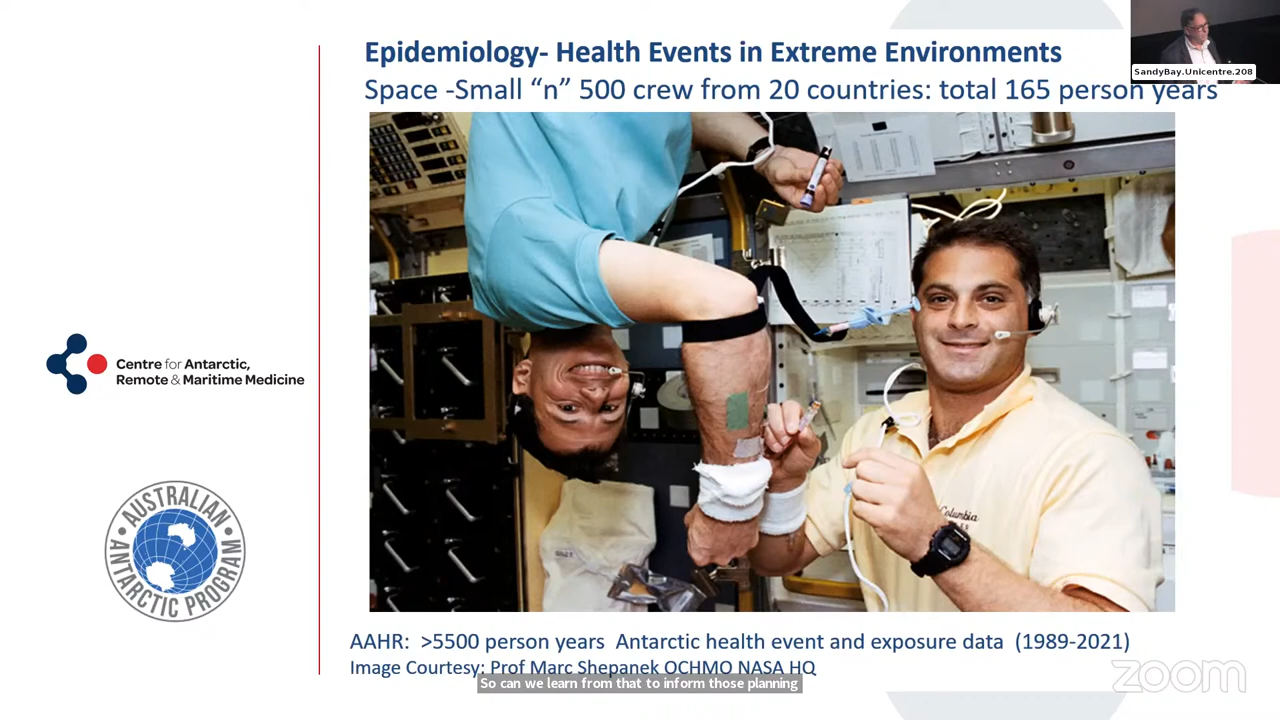 Epidemiology- Health Events in Extreme Environments
Space -Small “n” 500 crew from 20 countries: total 165 person years
SandyBay.Unicentre.208
Centre for Antarctic,
Remote & Maritime Medicine
AUSTRALIAN
ANTARCTIC PROGRAM
Columbia
AAHR: >5500 person years Antarctic health event and exposure data (1989-2021)
Image Courtesy: Prof Marc Shepanek OCHMO NASA HQ
So can we learn from that to inform those planning
zoom